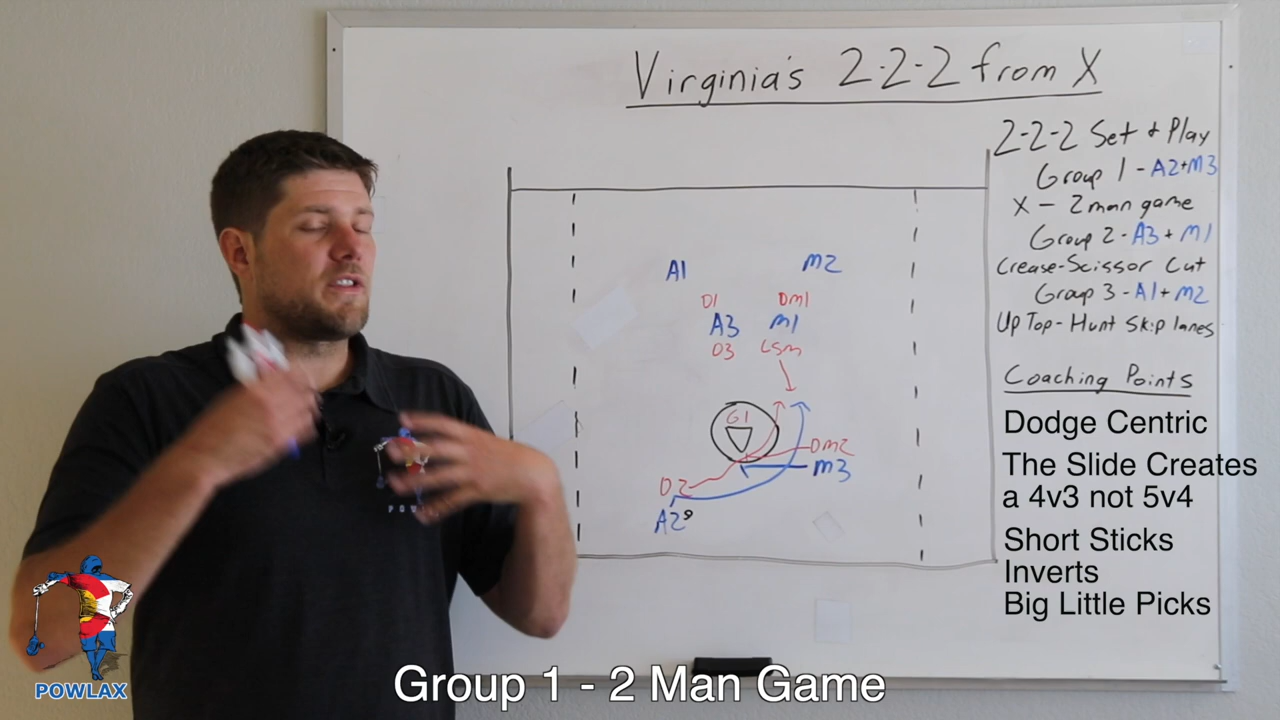 Virginia's 2-2-2 from X
2-2-2 Set + Play
Group 1 - A2+M3
X - 2 man game
Group 2 - A3 + M1
Crease-Scissor Cut
Group 3 - A1+M2
Up Top - Hunt Skip lanes
Coaching Points
Dodge Centric
The Slide Creates
a 4v3 not 5v4
Short Sticks
Inverts
Big Little Picks
A1 M2
D1 DM1
A3 M1
D3 LSM
G1
DM2
M3
D2
A2
POW
POWLAX
Group 1 - 2 Man Game